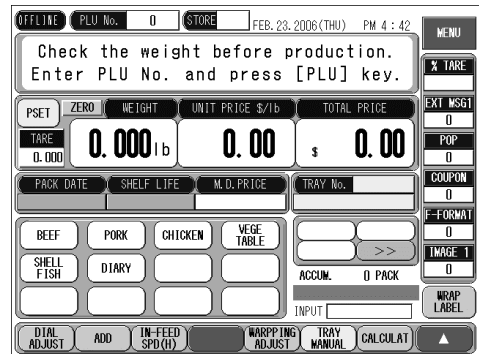 OFFLINE PLU No. 0 STORE FEB. 23. 2006(THU) PM 4:42 MENU
Check the weight before production.
Enter PLU No. and press [PLU] key.
% TARE
PSET ZERO WEIGHT UNIT PRICE $/lb TOTAL PRICE
EXT MSG1
0
TARE
0.000
0.000 lb 0.00 $ 0.00
POP
0
PACK DATE SHELF LIFE M.D.PRICE TRAY No.
COUPON
0
F-FORMAT
0
BEEF PORK CHICKEN VEGE TABLE
>>
IMAGE 1
0
SHELL FISH DIARY
ACCUM. 0 PACK
INPUT
WRAP LABEL
DIAL ADJUST ADD IN-FEED SPD(H) WARPPING ADJUST TRAY MANUAL CALCULAT ▲